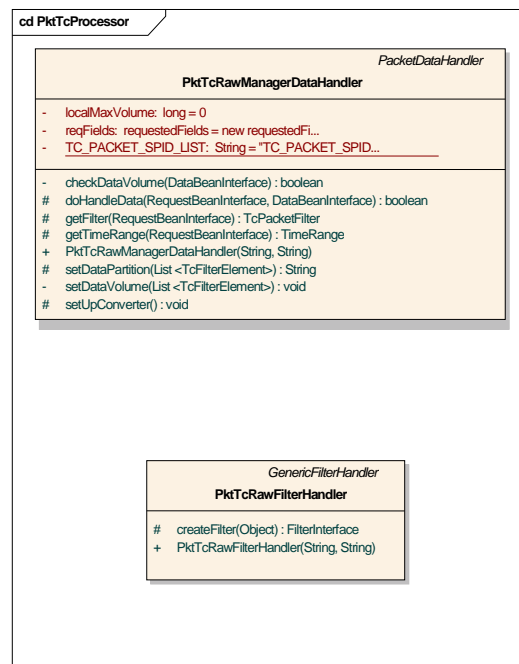 cd PktTcProcessor
PacketDataHandler
PktTcRawManagerDataHandler
- localMaxVolume: long = 0
- reqFields: requestedFields = new requestedFi...
- TC_PACKET_SPID_LIST: String = "TC_PACKET_SPID...
- checkDataVolume(DataBeanInterface) : boolean
# doHandleData(RequestBeanInterface, DataBeanInterface) : boolean
# getFilter(RequestBeanInterface) : TcPacketFilter
# getTimeRange(RequestBeanInterface) : TimeRange
+ PktTcRawManagerDataHandler(String, String)
# setDataPartition(List <TcFilterElement>) : String
- setDataVolume(List <TcFilterElement>) : void
# setUpConverter() : void
GenericFilterHandler
PktTcRawFilterHandler
# createFilter(Object) : FilterInterface
+ PktTcRawFilterHandler(String, String)